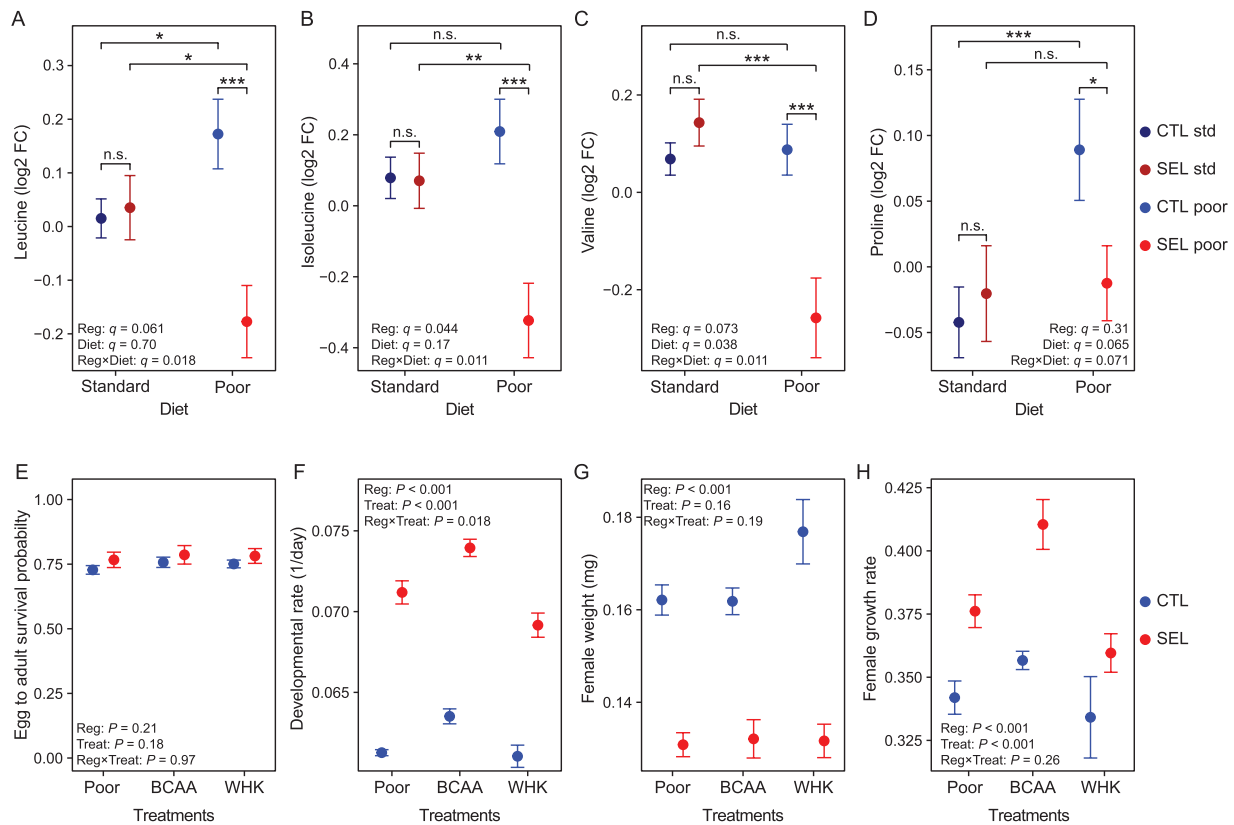 A
Leucine (log2 FC)
0.3
0.2
0.1
0.0
−0.1
−0.2
*
*
***
n.s.
Reg: q = 0.061
Diet: q = 0.70
Reg×Diet: q = 0.018
Standard
Poor
Diet
B
Isoleucine (log2 FC)
0.4
0.2
0.0
−0.2
−0.4
n.s.
**
***
n.s.
Reg: q = 0.044
Diet: q = 0.17
Reg×Diet: q = 0.011
Standard
Poor
Diet
C
Valine (log2 FC)
0.2
0.0
−0.2
n.s.
***
n.s.
***
Reg: q = 0.073
Diet: q = 0.038
Reg×Diet: q = 0.011
Standard
Poor
Diet
D
Proline (log2 FC)
0.15
0.10
0.05
0.00
−0.05
***
n.s.
*
n.s.
Reg: q = 0.31
Diet: q = 0.065
Reg×Diet: q = 0.071
Standard
Poor
Diet
CTL std
SEL std
CTL poor
SEL poor
E
Egg to adult survival probabilty
1.00
0.75
0.50
0.25
0.00
Reg: P = 0.21
Treat: P = 0.18
Reg×Treat: P = 0.97
Poor
BCAA
WHK
Treatments
F
Developmental rate (1/day)
0.075
0.070
0.065
Reg: P < 0.001
Treat: P < 0.001
Reg×Treat: P = 0.018
Poor
BCAA
WHK
Treatments
G
Female weight (mg)
0.18
0.16
0.14
Reg: P < 0.001
Treat: P = 0.16
Reg×Treat: P = 0.19
Poor
BCAA
WHK
Treatments
H
Female growth rate
0.425
0.400
0.375
0.350
0.325
Reg: P < 0.001
Treat: P < 0.001
Reg×Treat: P = 0.26
Poor
BCAA
WHK
Treatments
CTL
SEL